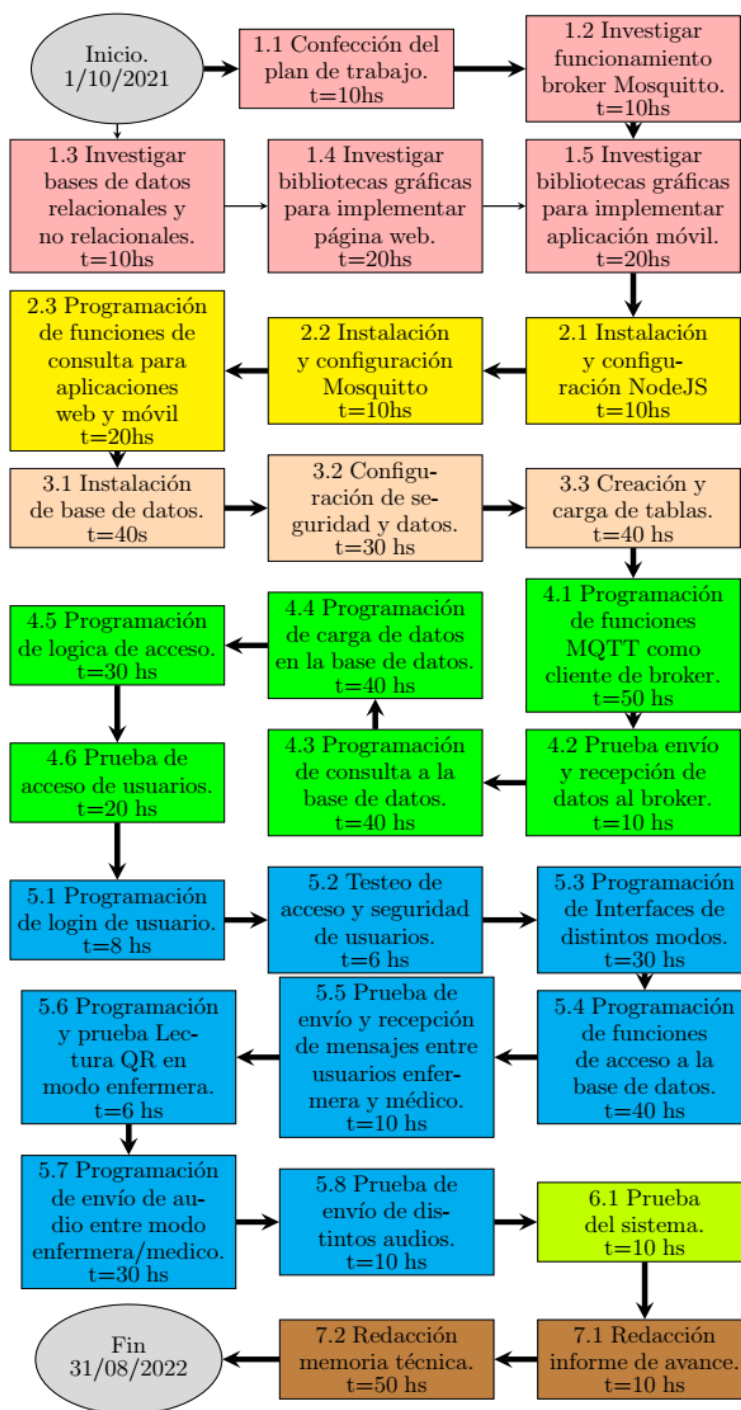 Inicio.
1/10/2021
1.1 Confección del
plan de trabajo.
t=10hs
1.2 Investigar
funcionamiento
broker Mosquitto.
t=10hs
1.3 Investigar
bases de datos
relacionales y
no relacionales.
t=10hs
1.4 Investigar
bibliotecas gráficas
para implementar
página web.
t=20hs
1.5 Investigar
bibliotecas gráficas
para implementar
aplicación móvil.
t=20hs
2.3 Programación
de funciones de
consulta para
aplicaciones
web y móvil
t=20hs
2.2 Instalación
y configuración
Mosquitto
t=10hs
2.1 Instalación
y configu-
ración NodeJS
t=10hs
3.1 Instalación
de base de datos.
t=40s
3.2 Configu-
ración de se-
guridad y datos.
t=30 hs
3.3 Creación y
carga de tablas.
t=40 hs
4.5 Programación
de logica de acceso.
t=30 hs
4.4 Programación
de carga de datos
en la base de datos.
t=40 hs
4.1 Programación
de funciones
MQTT como
cliente de broker.
t=50 hs
4.6 Prueba de
acceso de usuarios.
t=20 hs
4.3 Programación
de consulta a la
base de datos.
t=40 hs
4.2 Prueba envío
y recepción de
datos al broker.
t=10 hs
5.1 Programación
de login de usuario.
t=8 hs
5.2 Testeo de
acceso y seguridad
de usuarios.
t=6 hs
5.3 Programación
de Interfaces de
distintos modos.
t=30 hs
5.6 Programación
y prueba Lec-
tura QR en
modo enfermera.
t=6 hs
5.5 Prueba de
envío y recepción
de mensajes entre
usuarios enfer-
mera y médico.
t=10 hs
5.4 Programación
de funciones
de acceso a la
base de datos.
t=40 hs
5.7 Programación
de envío de au-
dio entre modo
enfermera/medico.
t=30 hs
5.8 Prueba de
envío de dis-
tintos audios.
t=10 hs
6.1 Prueba
del sistema.
t=10 hs
Fin
31/08/2022
7.2 Redacción
memoria técnica.
t=50 hs
7.1 Redacción
informe de avance.
t=10 hs